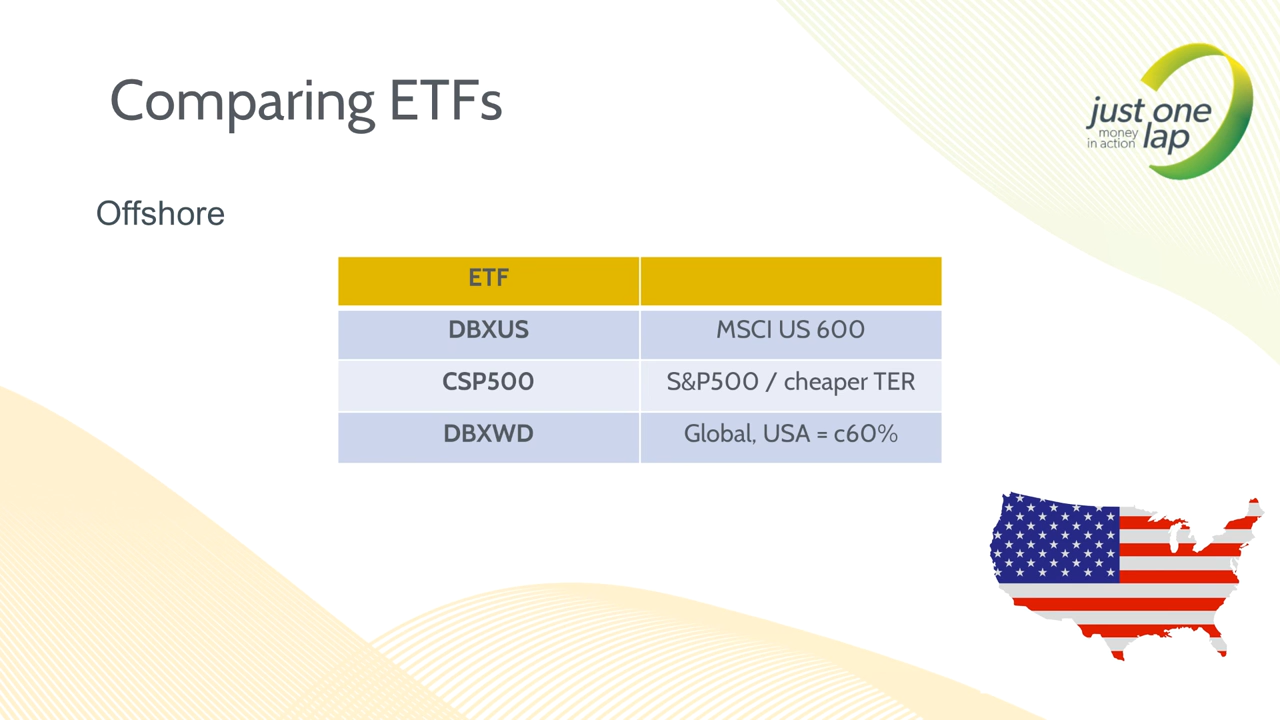 Comparing ETFs
just one
money
in action lap
Offshore
ETF
DBXUS MSCI US 600
CSP500 S&P500 / cheaper TER
DBXWD Global, USA = c60%